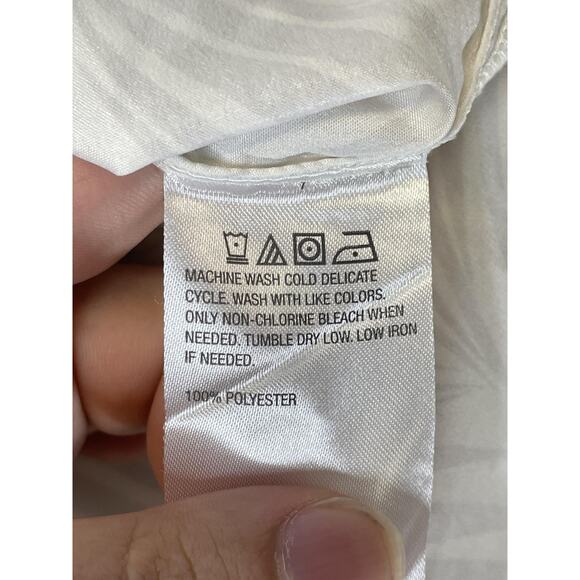 MACHINE WASH COLD DELICATE
CYCLE. WASH WITH LIKE COLORS.
ONLY NON-CHLORINE BLEACH WHEN
NEEDED. TUMBLE DRY LOW. LOW IRON
IF NEEDED.
100% POLYESTER